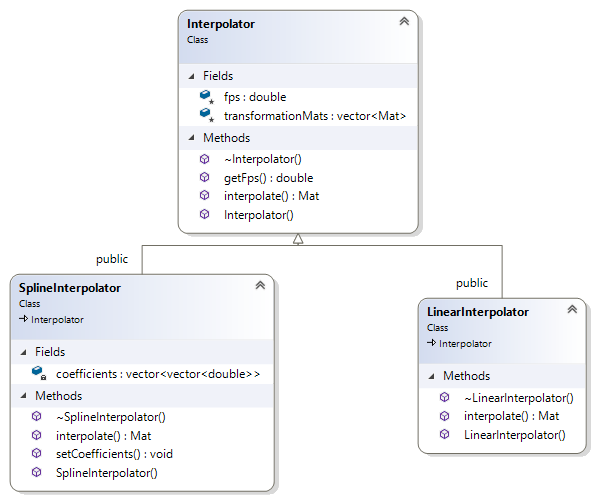 Interpolator
Class
Fields
fps : double
transformationMats : vector<Mat>
Methods
~Interpolator()
getFps() : double
interpolate() : Mat
Interpolator()
public
public
SplineInterpolator
Class
Interpolator
Fields
coefficients : vector<vector<double>>
Methods
~SplineInterpolator()
interpolate() : Mat
setCoefficients() : void
SplineInterpolator()
LinearInterpolator
Class
Interpolator
Methods
~LinearInterpolator()
interpolate() : Mat
LinearInterpolator()